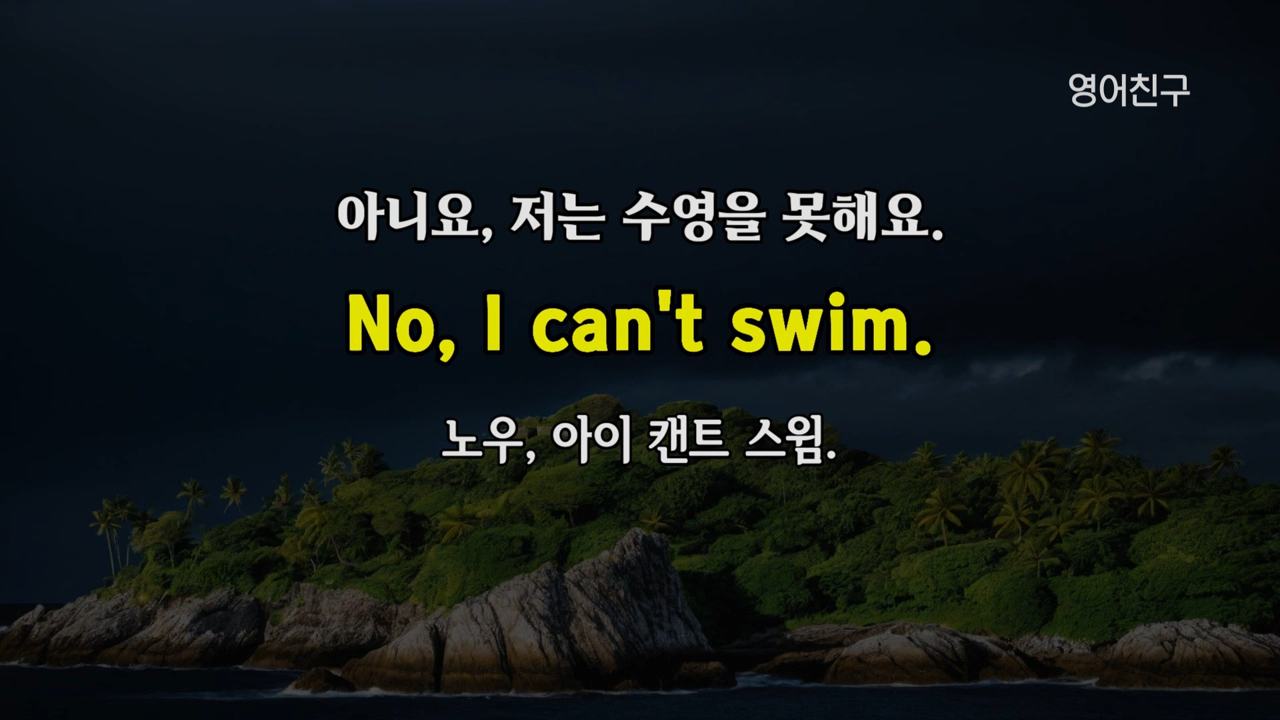 영어친구
아니요, 저는 수영을 못해요.
No, I can't swim.
노우, 아이 캔트 스윔.